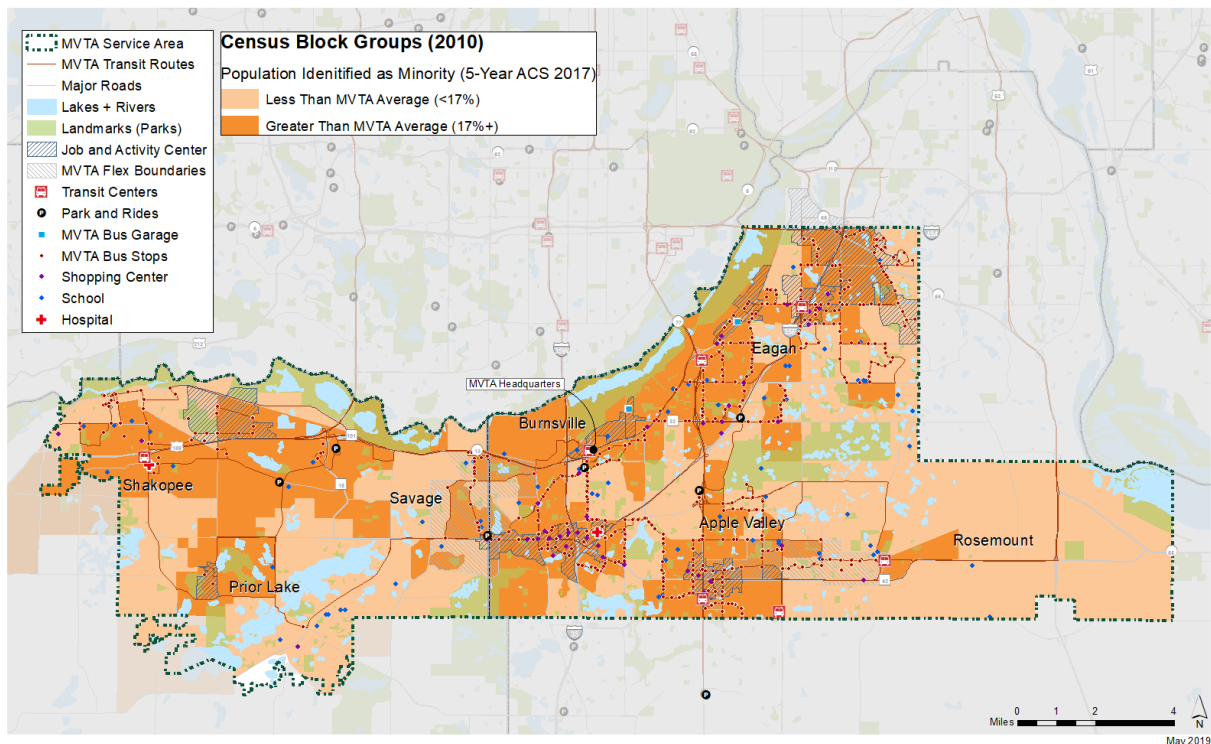 MVTA Service Area
MVTA Transit Routes
Major Roads
Lakes + Rivers
Landmarks (Parks)
Job and Activity Center
MVTA Flex Boundaries
Transit Centers
Park and Rides
MVTA Bus Garage
MVTA Bus Stops
Shopping Center
School
Hospital
Census Block Groups (2010)
Population Idenitified as Minority (5-Year ACS 2017)
Less Than MVTA Average (<17%)
Greater Than MVTA Average (17%+)
MVTA Headquarters
Eagan
Burnsville
Shakopee
Savage
Apple Valley
Rosemount
Prior Lake
0 1 2 4
Miles
N
May 2019